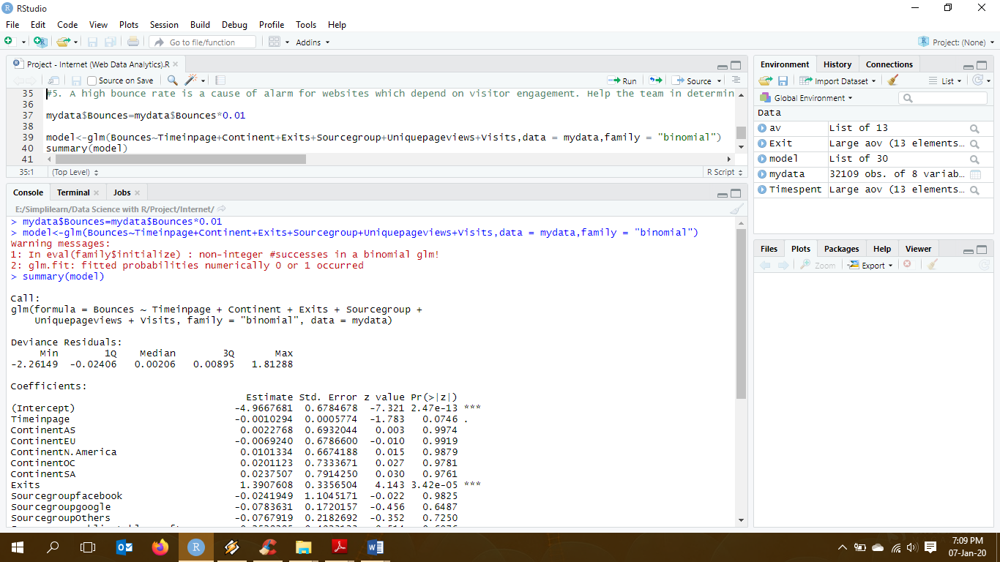 RStudio
File Edit Code View Plots Session Build Debug Profile Tools Help
Go to file/function Addins Project: (None)
Project - Internet (Web Data Analytics).R
Source on Save Run Source
35 #5. A high bounce rate is a cause of alarm for websites which depend on visitor engagement. Help the team in determin
36
37 mydata$Bounces=mydata$Bounces*0.01
38
39 model<-glm(Bounces~Timeinpage+Continent+Exits+Sourcegroup+Uniquepageviews+Visits,data = mydata,family = "binomial")
40 summary(model)
41
35:1 (Top Level) R Script
Console Terminal Jobs
E:/Simplilearn/Data Science with R/Project/Internet/
> mydata$Bounces=mydata$Bounces*0.01
> model<-glm(Bounces~Timeinpage+Continent+Exits+Sourcegroup+Uniquepageviews+Visits,data = mydata,family = "binomial")
Warning messages:
1: In eval(family$initialize) : non-integer #successes in a binomial glm!
2: glm.fit: fitted probabilities numerically 0 or 1 occurred
> summary(model)
Call:
glm(formula = Bounces ~ Timeinpage + Continent + Exits + Sourcegroup +
Uniquepageviews + Visits, family = "binomial", data = mydata)
Deviance Residuals:
Min 1Q Median 3Q Max
-2.26149 -0.02406 0.00206 0.00895 1.81288
Coefficients:
Estimate Std. Error z value Pr(>|z|)
(Intercept) -4.9667681 0.6784678 -7.321 2.47e-13 ***
Timeinpage -0.0010294 0.0005774 -1.783 0.0746 .
ContinentAS 0.0022768 0.6932044 0.003 0.9974
ContinentEU -0.0069240 0.6786600 -0.010 0.9919
ContinentN.America 0.0101334 0.6674188 0.015 0.9879
ContinentOC 0.0201123 0.7333671 0.027 0.9781
ContinentSA 0.0237507 0.7914250 0.030 0.9761
Exits 1.3907608 0.3356504 4.143 3.42e-05 ***
Sourcegroupfacebook -0.0241949 1.1045171 -0.022 0.9825
Sourcegroupgoogle -0.0783631 0.1720157 -0.456 0.6487
SourcegroupOthers -0.0767919 0.2182692 -0.352 0.7250
Environment History Connections
Import Dataset List
Global Environment
Data
av List of 13
Exit Large aov (13 elements…
model List of 30
mydata 32109 obs. of 8 variab…
Timespent Large aov (13 elements…
Files Plots Packages Help Viewer
Zoom Export
7:09 PM
07-Jan-20